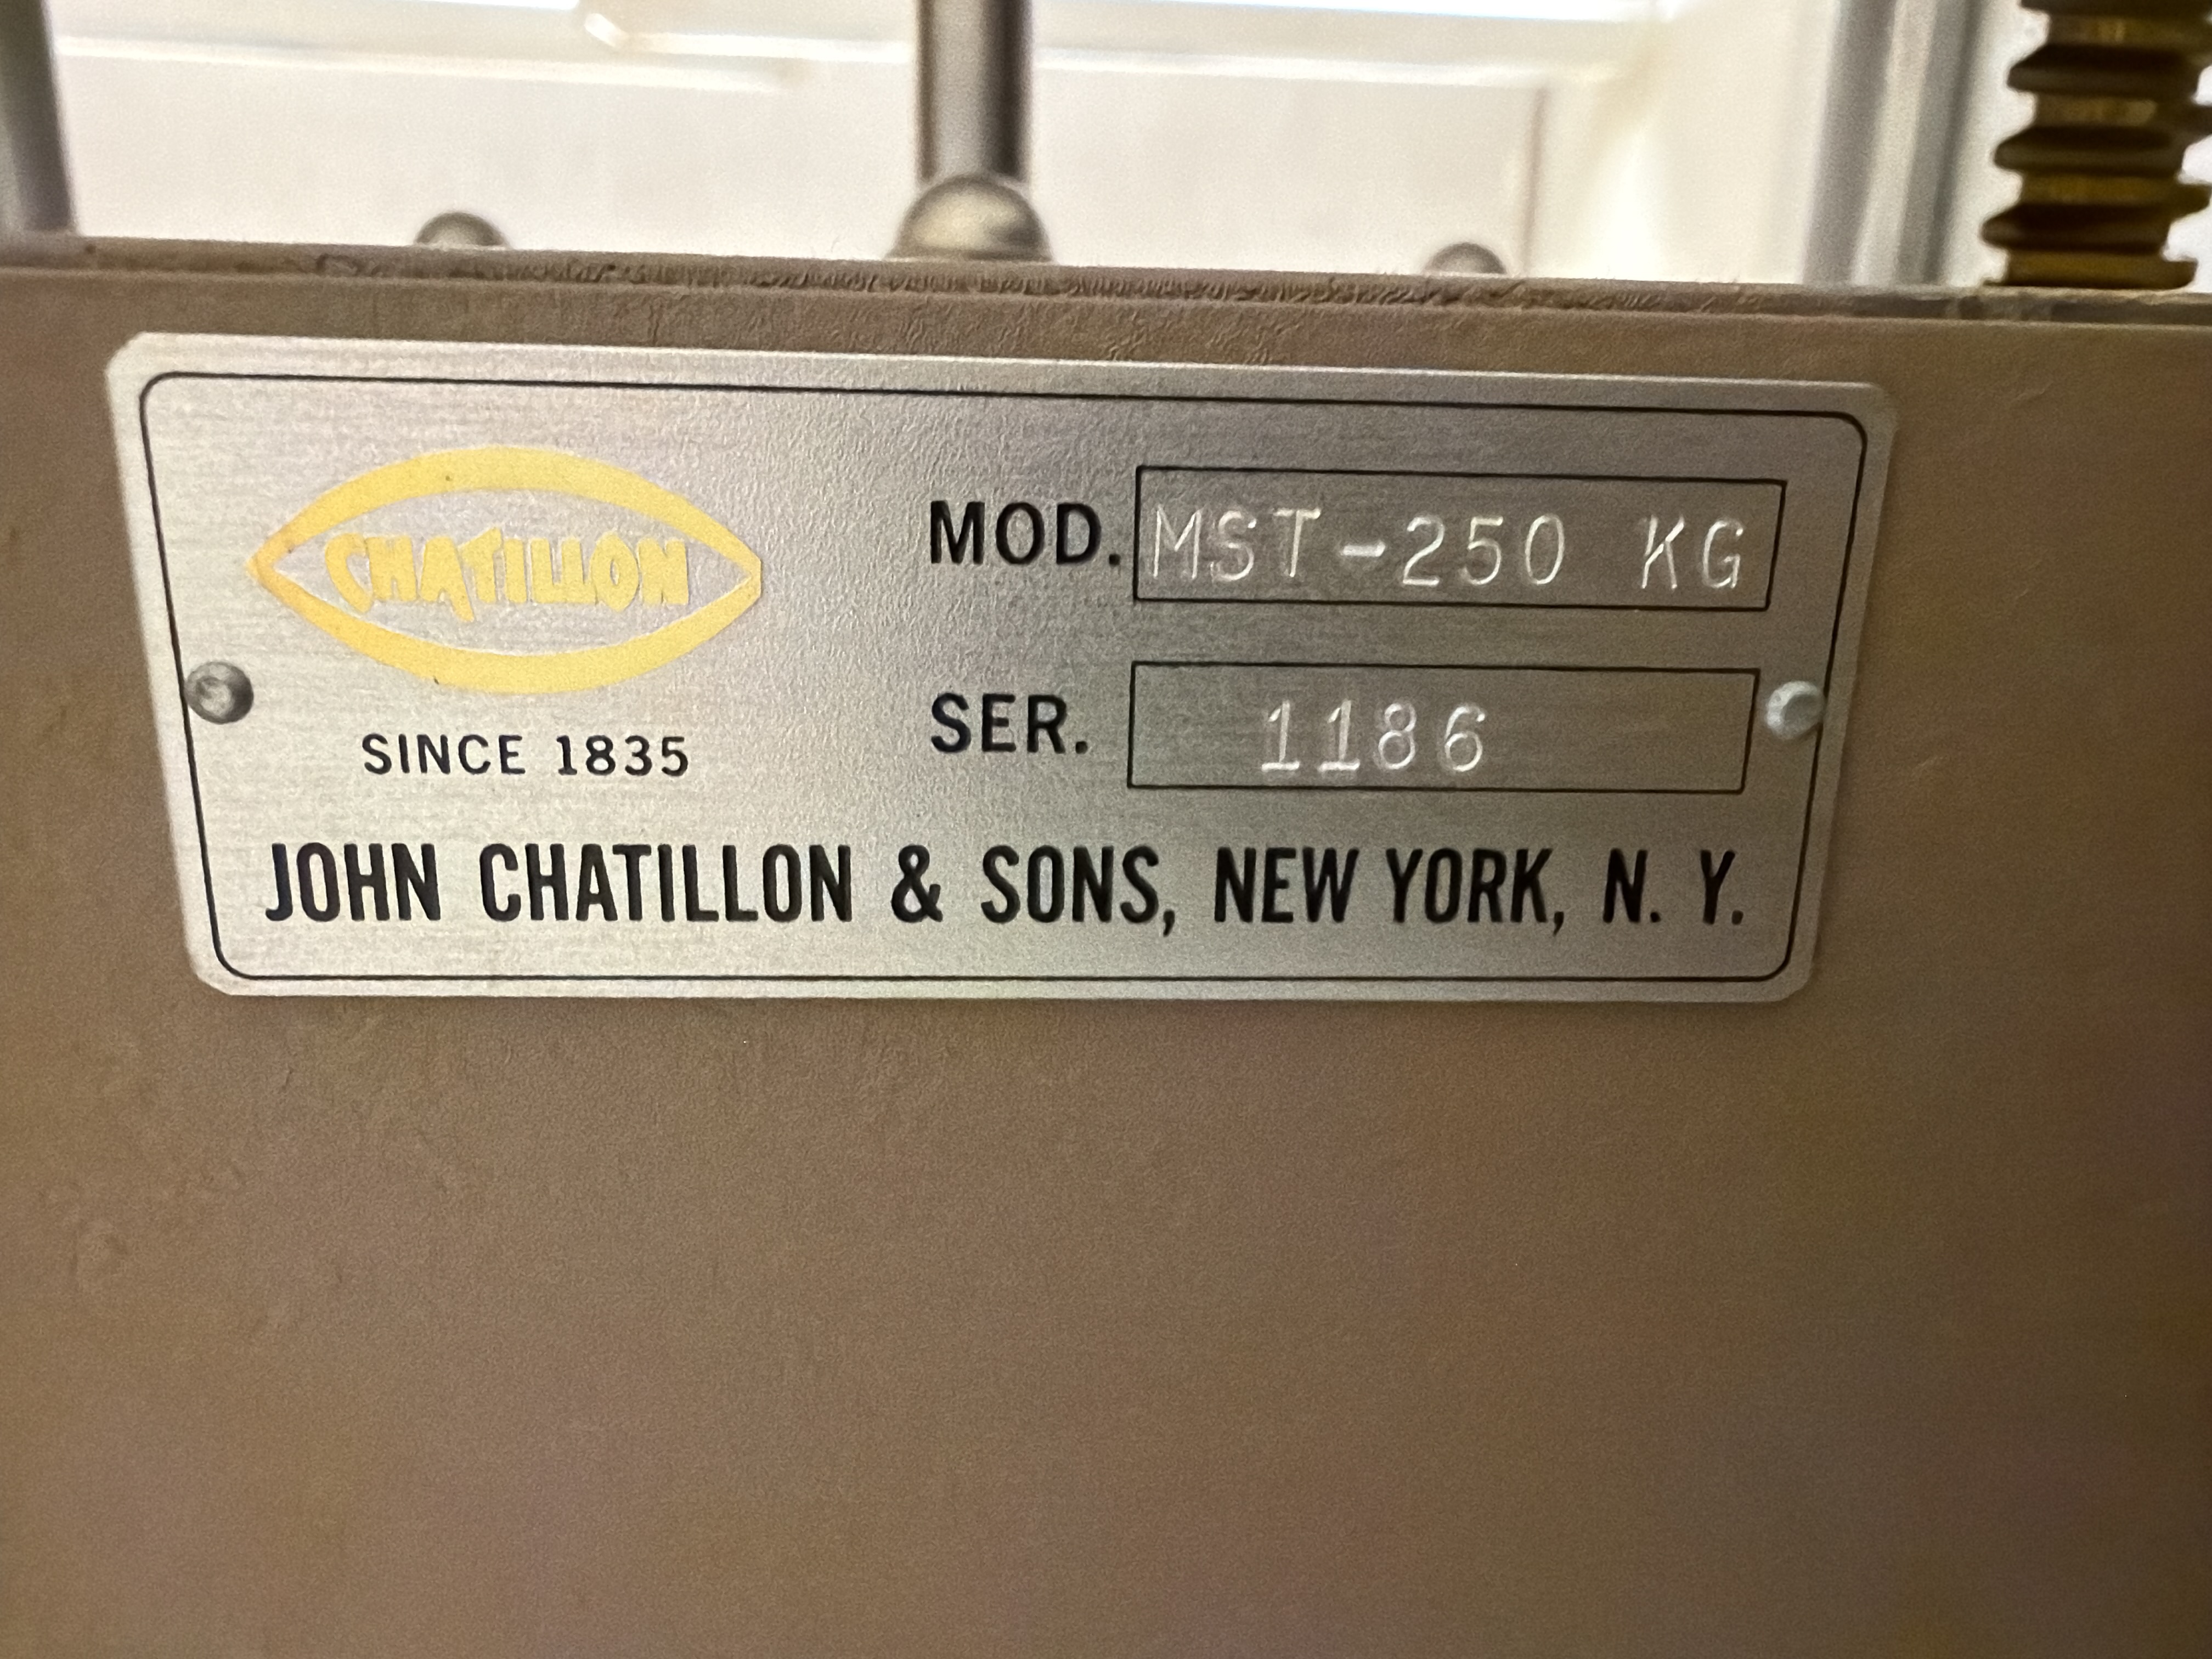 CHATILLON
SINCE 1835
MOD. MST-250 KG
SER. 1186
JOHN CHATILLON & SONS, NEW YORK, N. Y.